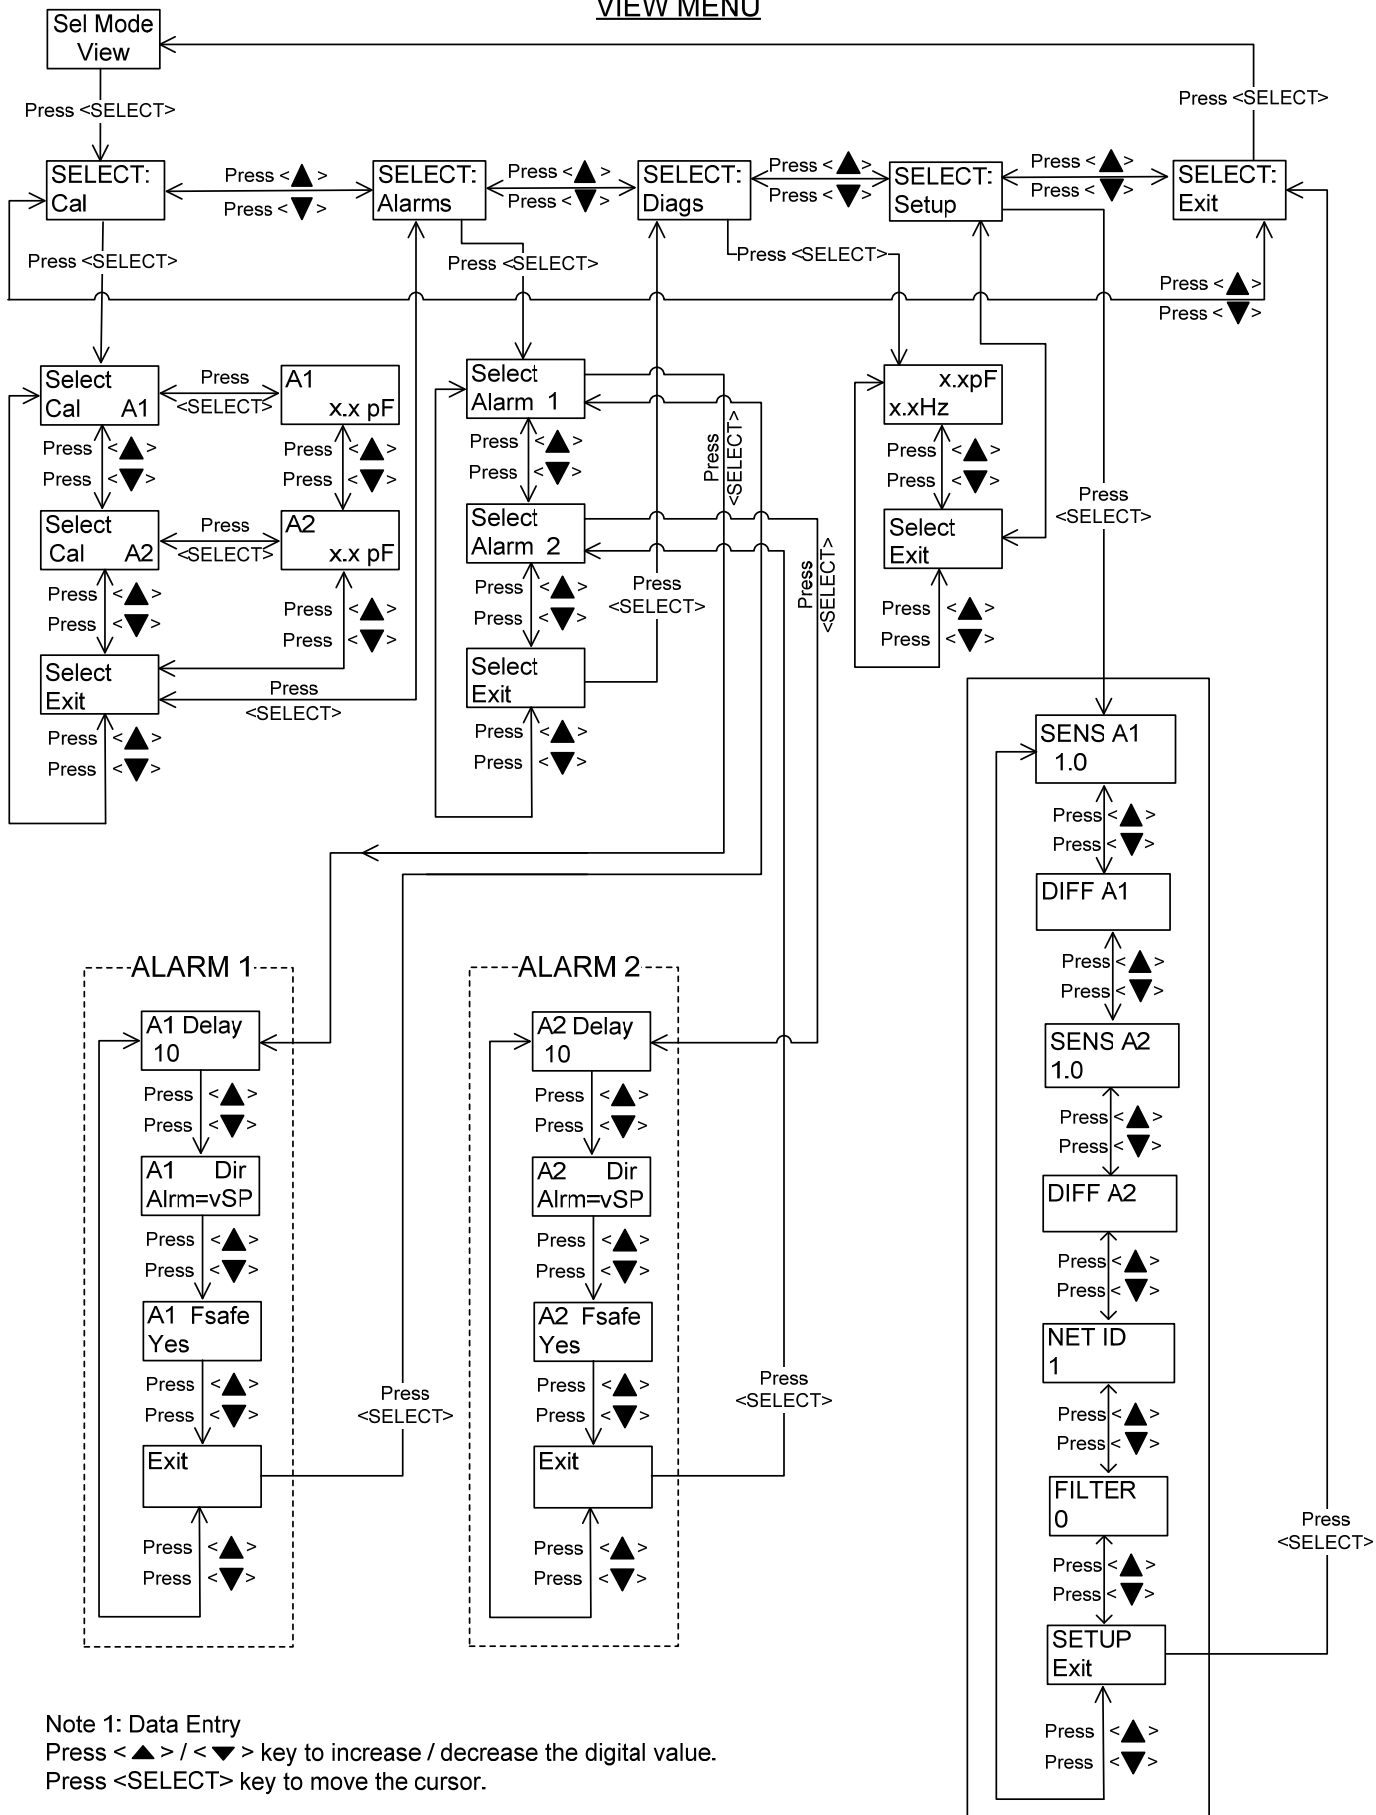 VIEW MENU
Sel Mode
View
Press <SELECT>
Press <SELECT>
SELECT:
Cal
Press <▲>
Press <▼>
SELECT:
Alarms
Press <▲>
Press <▼>
SELECT:
Diags
Press <▲>
Press <▼>
SELECT:
Setup
Press <▲>
Press <▼>
SELECT:
Exit
Press <SELECT>
Press <SELECT>
Press <SELECT>
Press <▲>
Press <▼>
Select
Cal A1
Press
<SELECT>
A1
x.x pF
Press <▲>
Press <▼>
Press <▲>
Press <▼>
Select
Cal A2
Press
<SELECT>
A2
x.x pF
Press <▲>
Press <▼>
Press <▲>
Press <▼>
Select
Exit
Press
<SELECT>
Press <▲>
Press <▼>
Select
Alarm 1
Press <▲>
Press <▼>
Press
<SELECT>
Select
Alarm 2
Press <▲>
Press <▼>
Press
<SELECT>
Press
<SELECT>
Select
Exit
Press <▲>
Press <▼>
x.xpF
x.xHz
Press <▲>
Press <▼>
Select
Exit
Press <▲>
Press <▼>
Press
<SELECT>
SENS A1
1.0
Press <▲>
Press <▼>
DIFF A1
Press <▲>
Press <▼>
SENS A2
1.0
Press <▲>
Press <▼>
DIFF A2
Press <▲>
Press <▼>
NET ID
1
Press <▲>
Press <▼>
FILTER
0
Press <▲>
Press <▼>
SETUP
Exit
Press <▲>
Press <▼>
Press
<SELECT>
ALARM 1
A1 Delay
10
Press <▲>
Press <▼>
A1 Dir
Alrm=vSP
Press <▲>
Press <▼>
A1 Fsafe
Yes
Press <▲>
Press <▼>
Exit
Press <▲>
Press <▼>
Press
<SELECT>
ALARM 2
A2 Delay
10
Press <▲>
Press <▼>
A2 Dir
Alrm=vSP
Press <▲>
Press <▼>
A2 Fsafe
Yes
Press <▲>
Press <▼>
Exit
Press <▲>
Press <▼>
Press
<SELECT>
Note 1: Data Entry
Press < ▲ > / < ▼ > key to increase / decrease the digital value.
Press <SELECT> key to move the cursor.